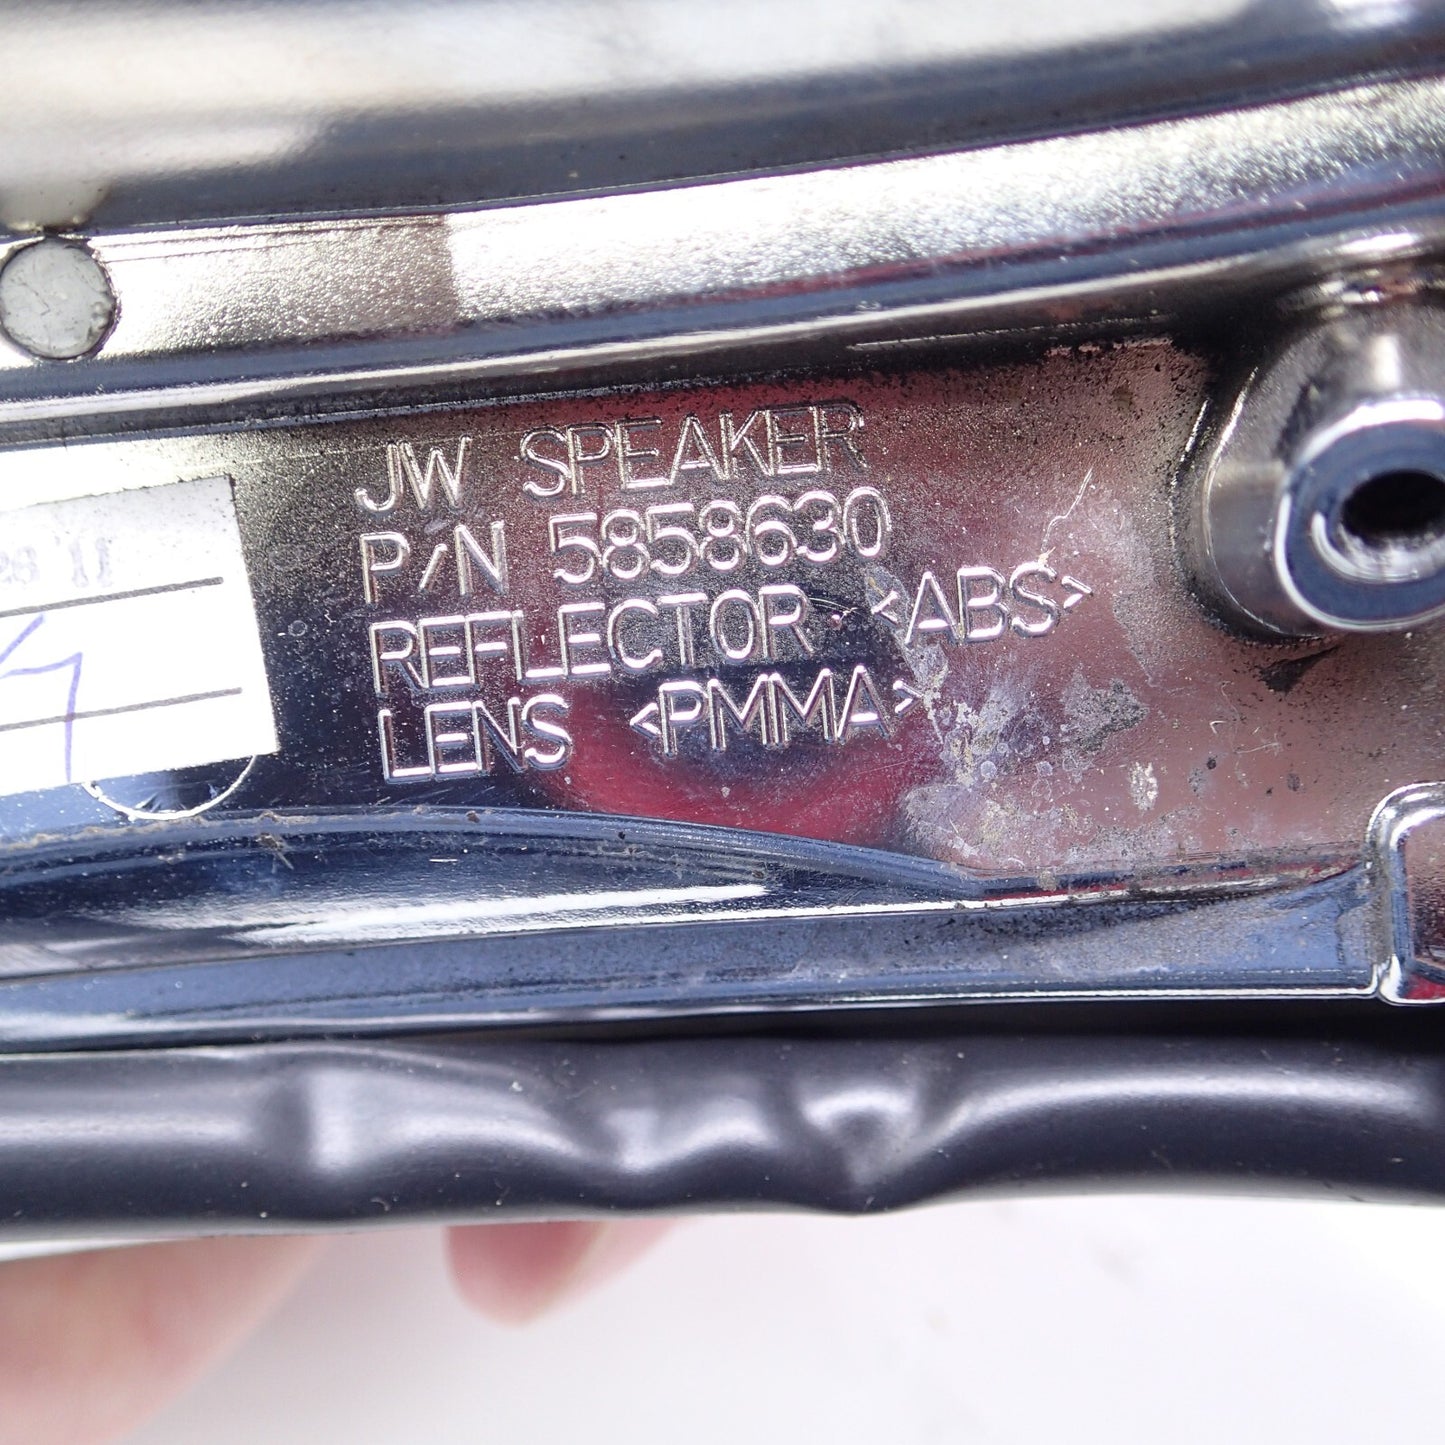 JW SPEAKER
P/N 5858630
REFLECTOR <ABS>
LENS <PMMA>